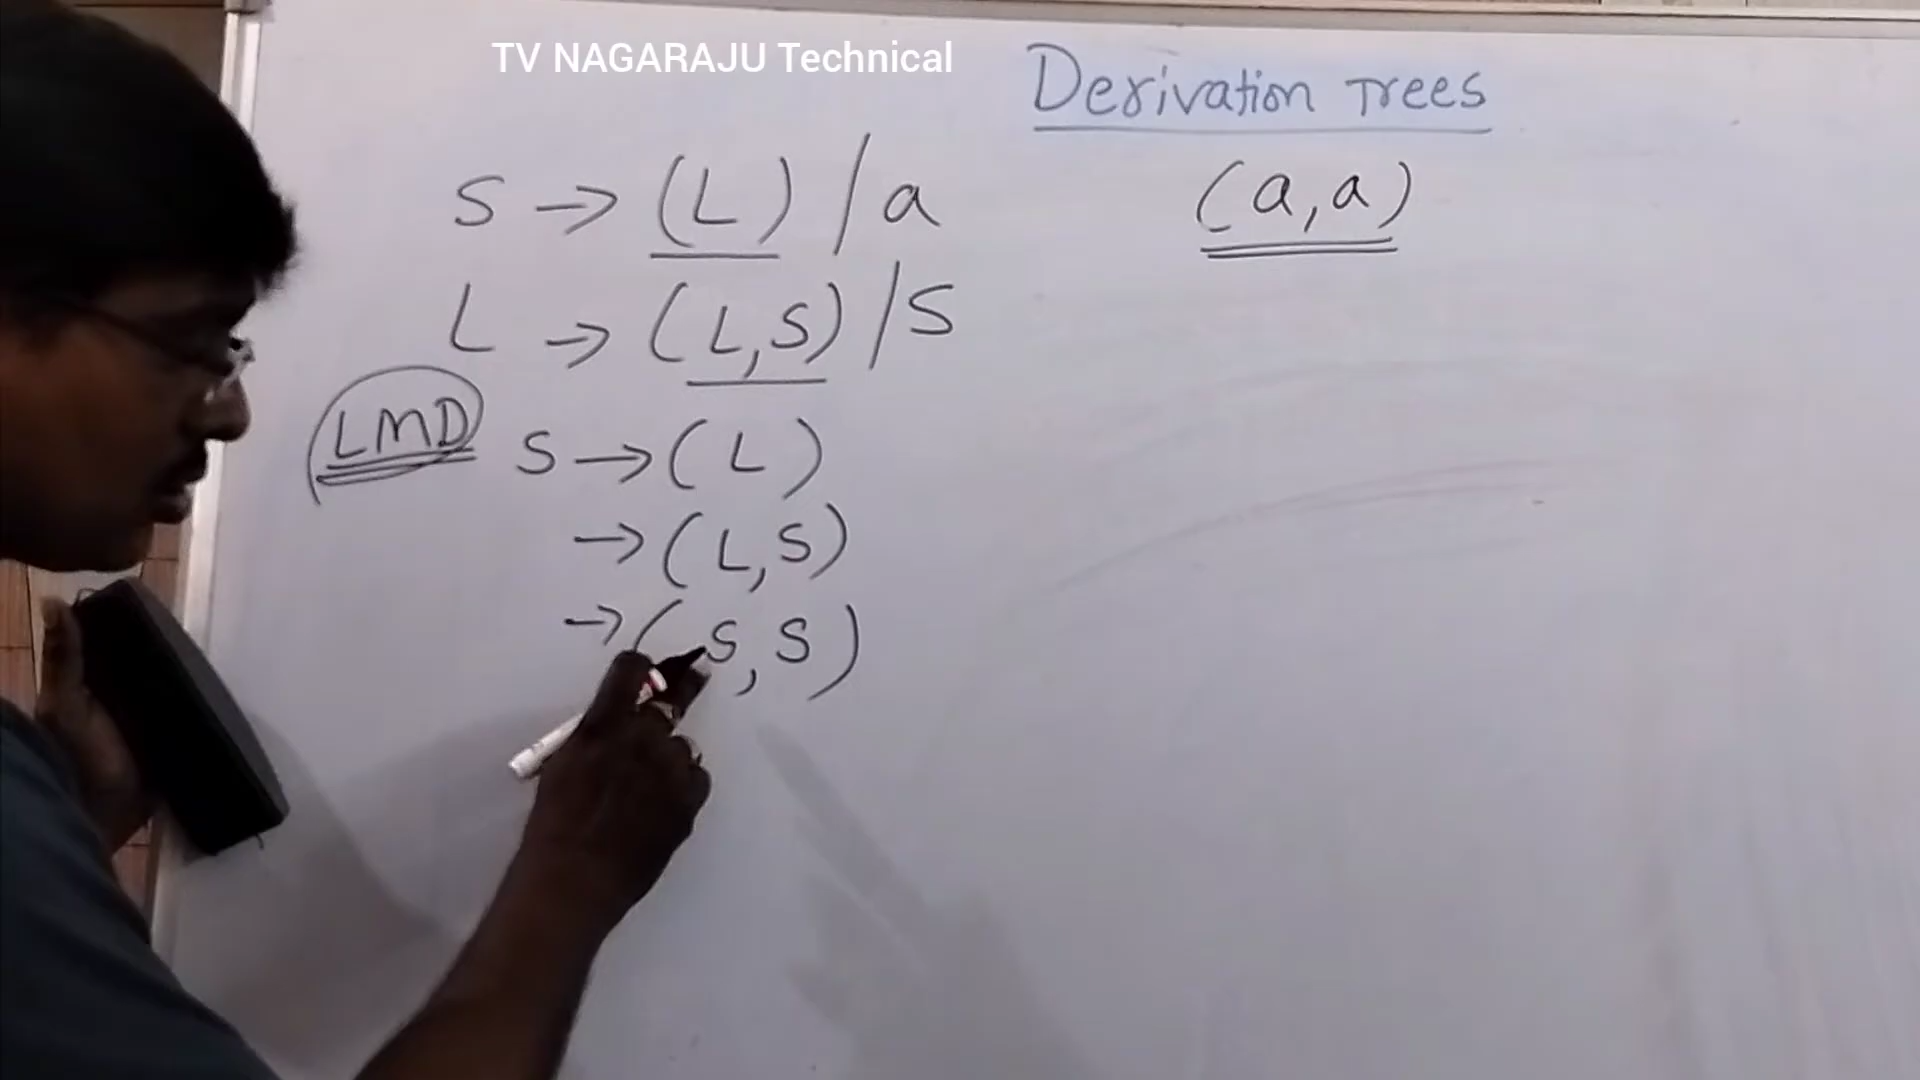 TV NAGARAJU Technical
Derivation Trees
S → (L) / a
(a,a)
L → (L,S) / S
LMD
S → (L)
→ (L,S)
→ (S,S)